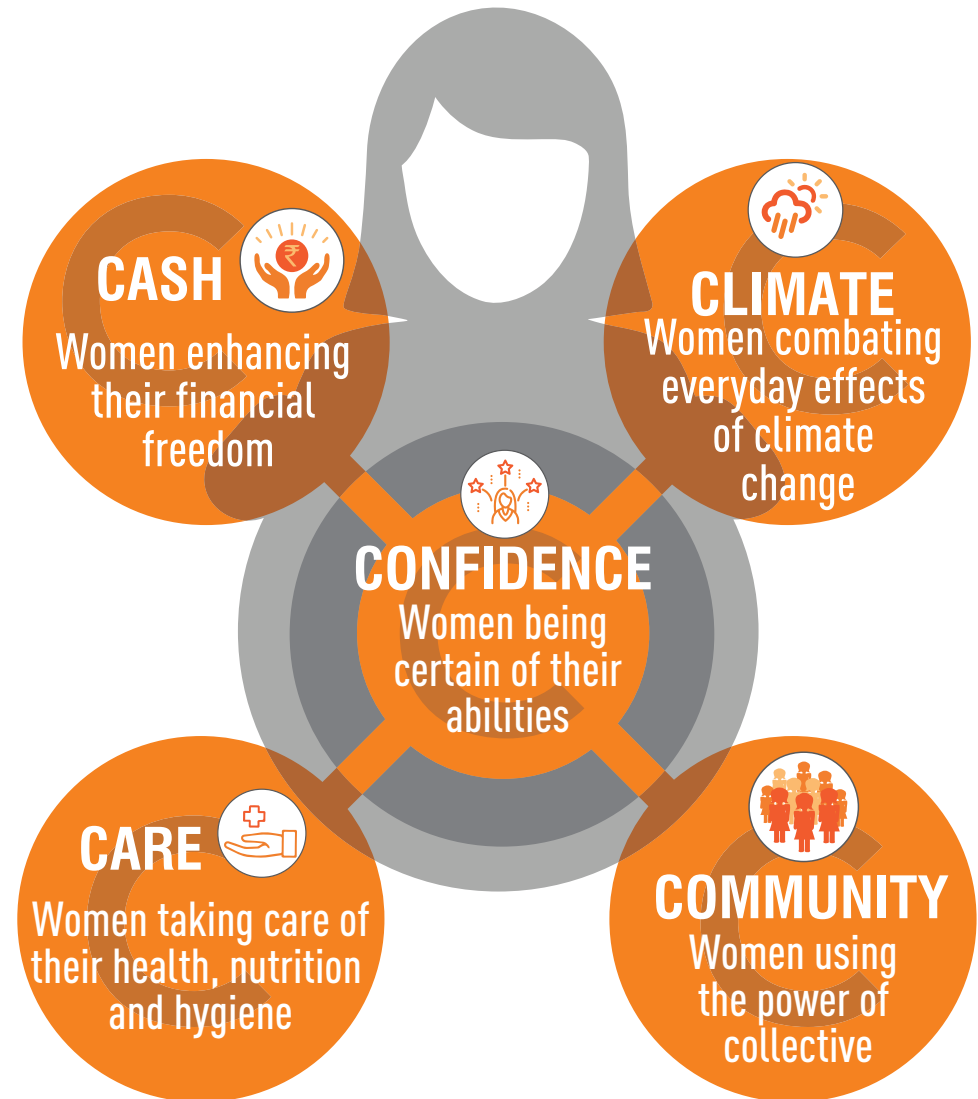 CASH
Women enhancing
their financial
freedom
CLIMATE
Women combating
everyday effects
of climate
change
CONFIDENCE
Women being
certain of their
abilities
CARE
Women taking care of
their health, nutrition
and hygiene
COMMUNITY
Women using
the power of
collective
₹
C
C
C
C
C